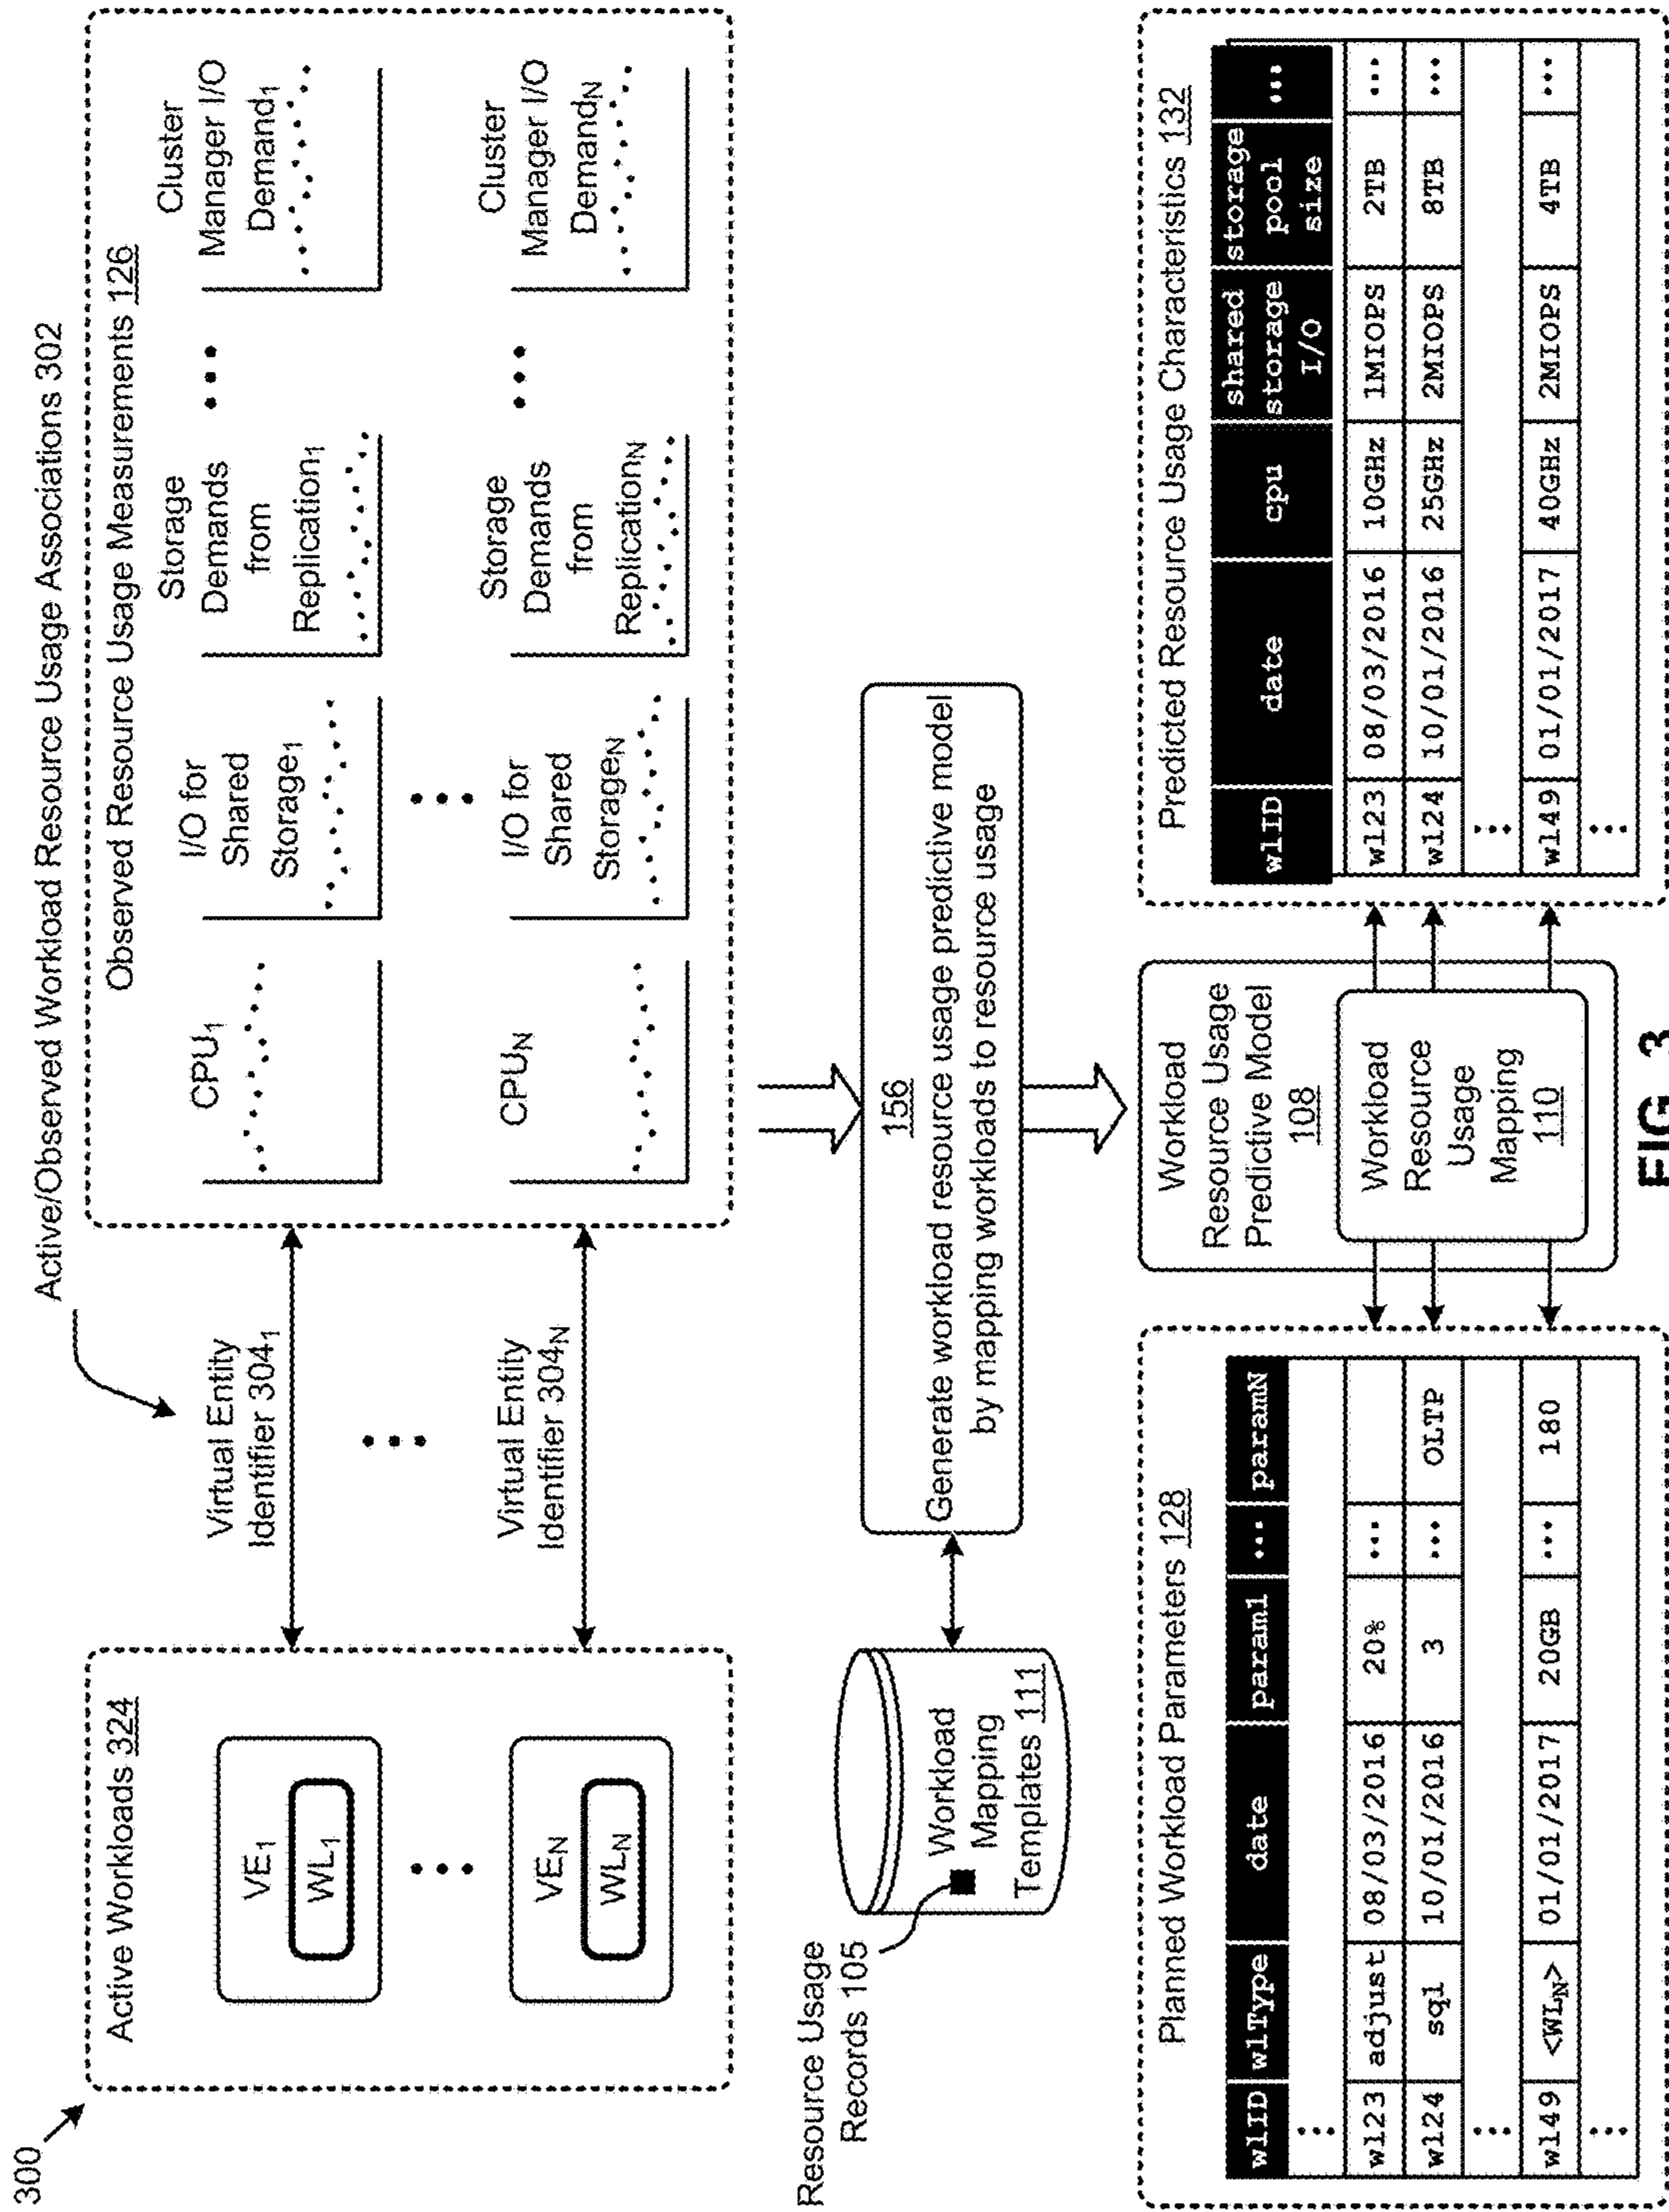 300
Active/Observed Workload Resource Usage Associations 302
Active Workloads 324
VE1
WL1
VEN
WLN
Virtual Entity
Identifier 3041
Virtual Entity
Identifier 304N
Observed Resource Usage Measurements 126
CPU1
I/O for
Shared
Storage1
Storage
Demands
from
Replication1
Cluster
Manager I/O
Demand1
CPUN
I/O for
Shared
StorageN
Storage
Demands
from
ReplicationN
Cluster
Manager I/O
DemandN
Resource Usage
Records 105
Workload
Mapping
Templates 111
156
Generate workload resource usage predictive model
by mapping workloads to resource usage
Planned Workload Parameters 128
wlID wlType date param1 ... paramN
...
wl23 adjust 08/03/2016 20% ...
wl24 sql 10/01/2016 3 ... OLTP
...
wl49 <WLN> 01/01/2017 20GB ... 180
...
Workload
Resource Usage
Predictive Model
108
Workload
Resource
Usage
Mapping
110
Predicted Resource Usage Characteristics 132
wlID date cpu shared storage I/O storage pool size ...
wl23 08/03/2016 10GHz 1MIOPS 2TB ...
wl24 10/01/2016 25GHz 2MIOPS 8TB ...
...
wl49 01/01/2017 40GHz 2MIOPS 4TB ...
...
FIG. 3